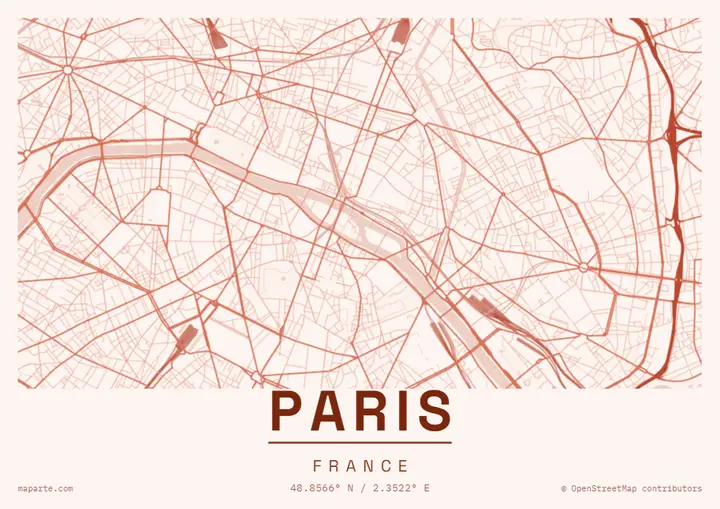 PARIS
FRANCE
48.8566° N / 2.3522° E
maparte.com
© OpenStreetMap contributors